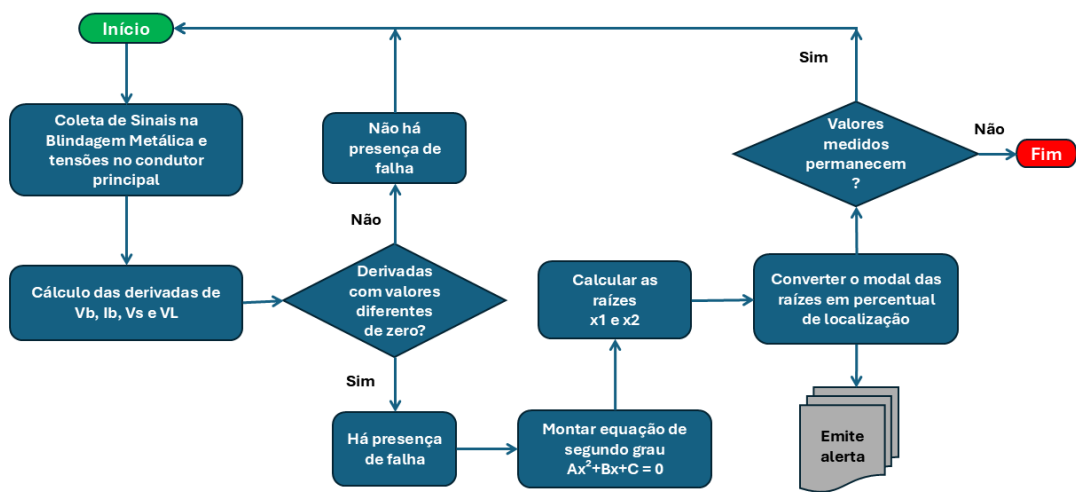 Início
Coleta de Sinais na
Blindagem Metálica e
tensões no condutor
principal
Cálculo das derivadas de
Vb, Ib, Vs e VL
Derivadas
com valores
diferentes
de zero?
Não
Não há
presença de
falha
Sim
Há presença
de falha
Montar equação de
segundo grau
Ax²+Bx+C = 0
Calcular as
raízes
x1 e x2
Converter o modal das
raízes em percentual
de localização
Emite
alerta
Valores
medidos
permanecem
?
Sim
Não
Fim